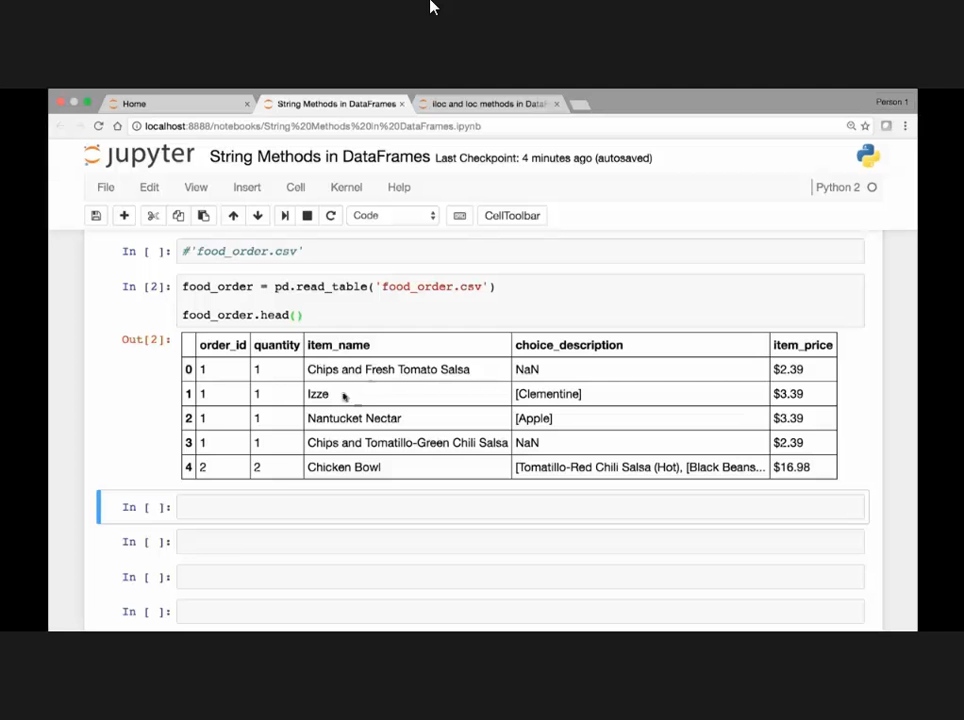 Home
String Methods in DataFrames
iloc and loc methods in DataF
Person 1
localhost:8888/notebooks/String%20Methods%20in%20DataFrames.ipynb
jupyter String Methods in DataFrames Last Checkpoint: 4 minutes ago (autosaved)
File Edit View Insert Cell Kernel Help Python 2
Code CellToolbar
In [ ]: #'food_order.csv'
In [2]: food_order = pd.read_table('food_order.csv')
food_order.head()
Out[2]:
order_id quantity item_name choice_description item_price
0 1 1 Chips and Fresh Tomato Salsa NaN $2.39
1 1 1 Izze [Clementine] $3.39
2 1 1 Nantucket Nectar [Apple] $3.39
3 1 1 Chips and Tomatillo-Green Chili Salsa NaN $2.39
4 2 2 Chicken Bowl [Tomatillo-Red Chili Salsa (Hot), [Black Beans... $16.98
In [ ]:
In [ ]:
In [ ]:
In [ ]: